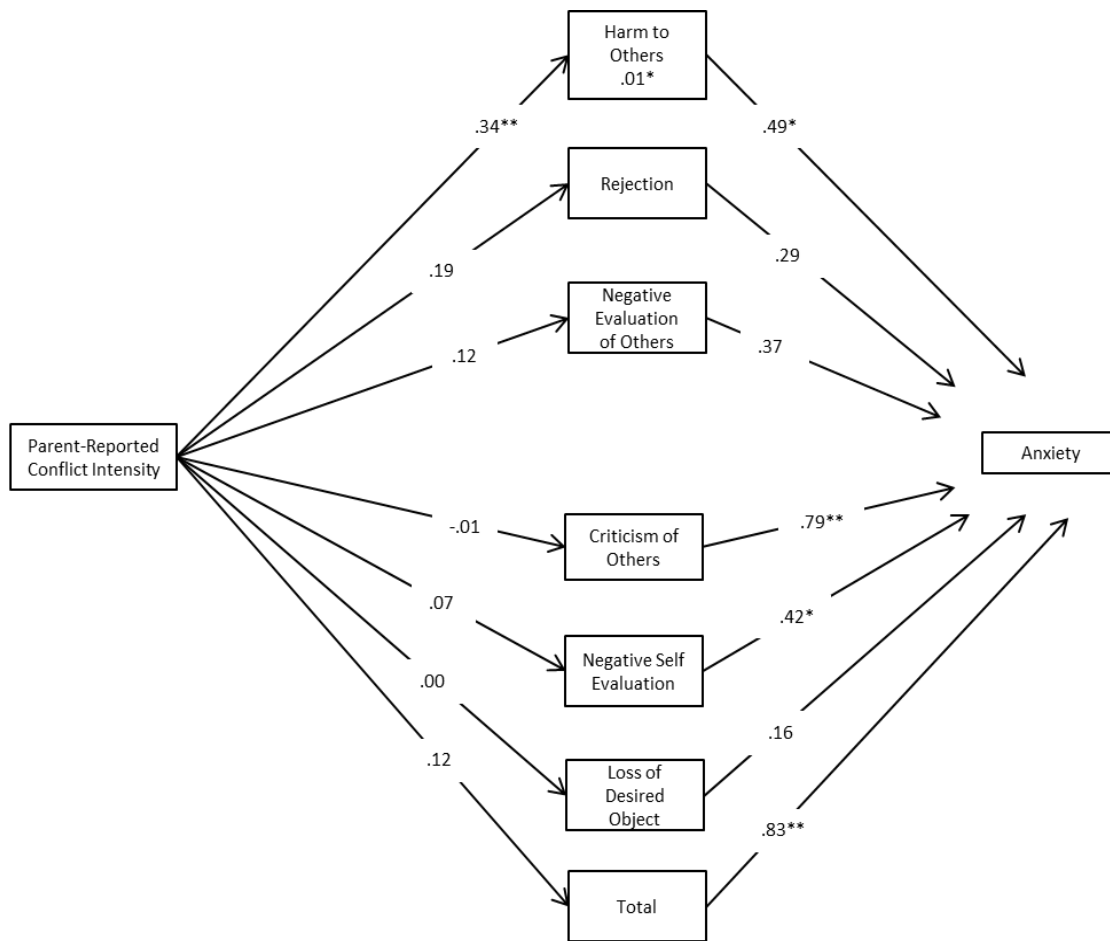 Harm to
Others
.01*
.34**
.49*
Rejection
.19
.29
Negative
Evaluation
of Others
.12
.37
Parent-Reported
Conflict Intensity
Anxiety
-.01
Criticism of
Others
.79**
.07
Negative Self
Evaluation
.42*
.00
Loss of
Desired
Object
.16
.12
Total
.83**